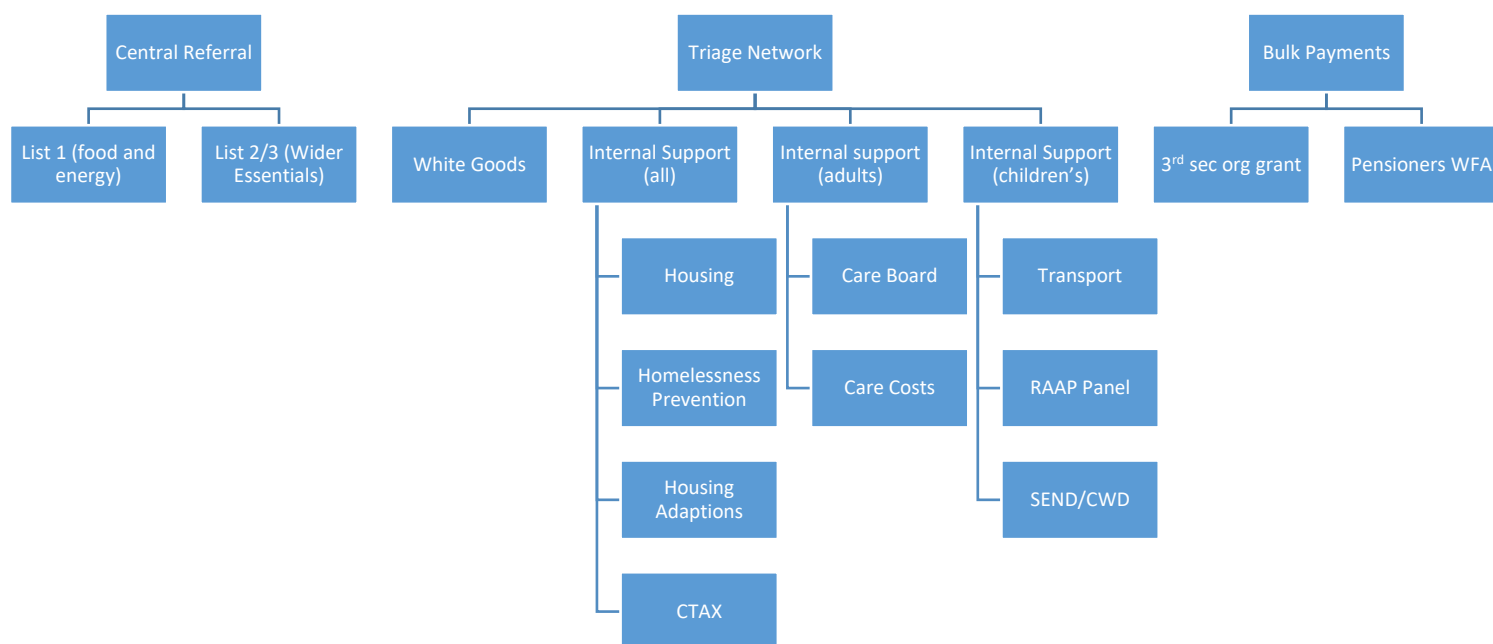 Central Referral
Triage Network
Bulk Payments
List 1 (food and
energy)
List 2/3 (Wider
Essentials)
White Goods
Internal Support
(all)
Internal support
(adults)
Internal Support
(children’s)
3rd sec org grant
Pensioners WFA
Housing
Care Board
Transport
Homelessness
Prevention
Care Costs
RAAP Panel
Housing
Adaptions
SEND/CWD
CTAX